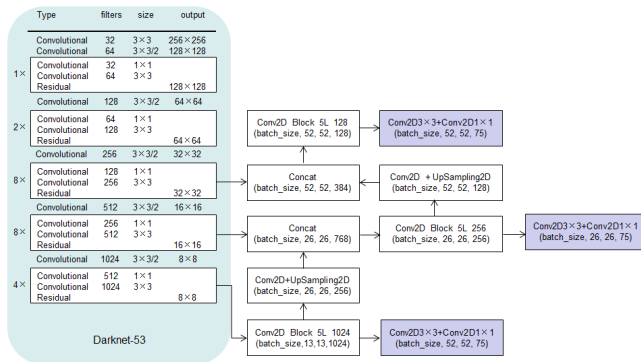 Type filters size output
Convolutional 32 3×3 256×256
Convolutional 64 3×3/2 128×128
1× Convolutional 32 1×1
Convolutional 64 3×3
Residual 128×128
Convolutional 128 3×3/2 64×64
2× Convolutional 64 1×1
Convolutional 128 3×3
Residual 64×64
Convolutional 256 3×3/2 32×32
8× Convolutional 128 1×1
Convolutional 256 3×3
Residual 32×32
Convolutional 512 3×3/2 16×16
8× Convolutional 256 1×1
Convolutional 512 3×3
Residual 16×16
Convolutional 1024 3×3/2 8×8
4× Convolutional 512 1×1
Convolutional 1024 3×3
Residual 8×8
Darknet-53
Conv2D Block 5L 128
(batch_size, 52, 52, 128)
Conv2D3×3+Conv2D1×1
(batch_size, 52, 52, 75)
Concat
(batch_size, 52, 52, 384)
Conv2D + UpSampling2D
(batch_size, 52, 52, 128)
Concat
(batch_size, 26, 26, 768)
Conv2D Block 5L 256
(batch_size, 26, 26, 256)
Conv2D3×3+Conv2D1×1
(batch_size, 26, 26, 75)
Conv2D+UpSampling2D
(batch_size, 26, 26, 256)
Conv2D Block 5L 1024
(batch_size,13,13,1024)
Conv2D3×3+Conv2D1×1
(batch_size, 52, 52, 75)